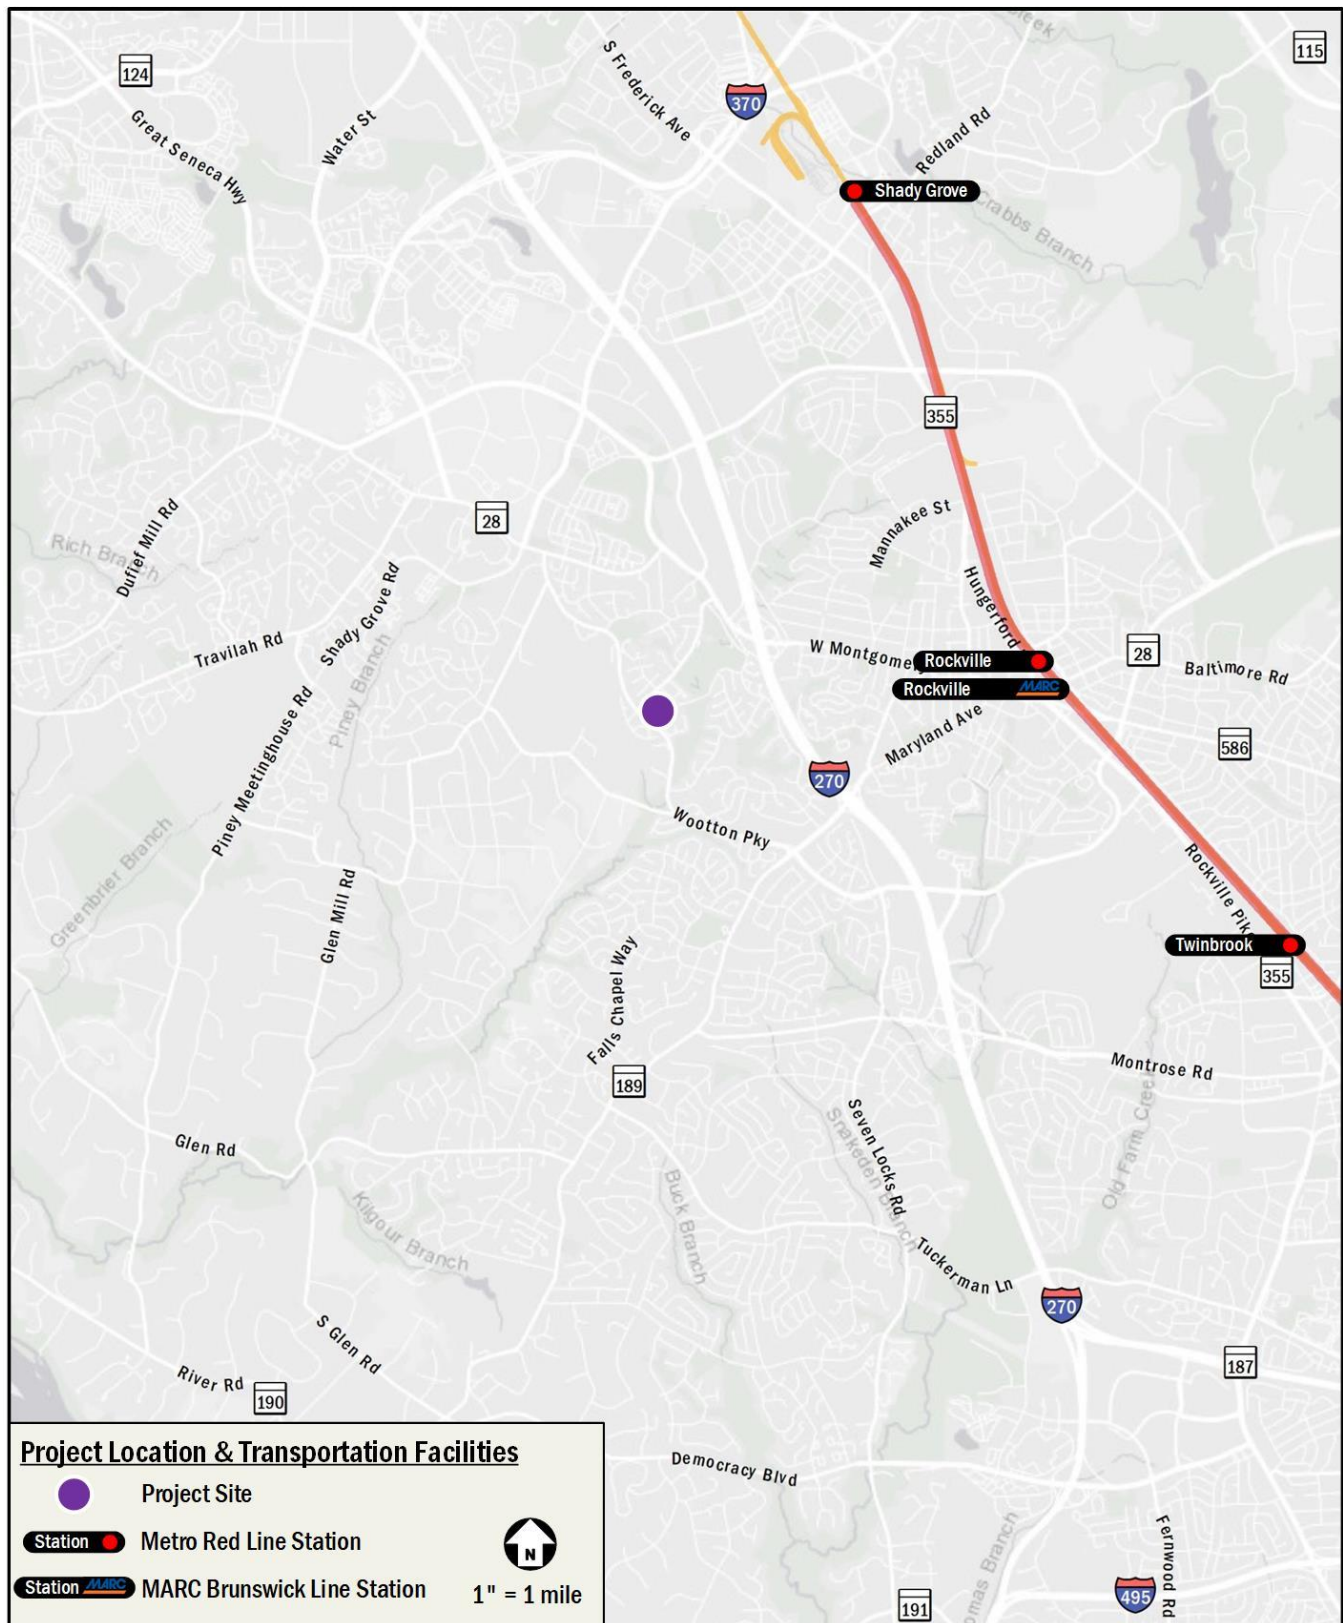 Creek
115
124
S Frederick Ave
370
Great Seneca Hwy
Water St
Redland Rd
Shady Grove
Crabbs Branch
355
28
Mannakee St
Dufief Mill Rd
Rich Branch
Shady Grove Rd
Hungerford
Travilah Rd
W Montgomery
Rockville
28
Baltimore Rd
Rockville MARC
Piney Branch
Piney Meetinghouse Rd
Maryland Ave
586
270
Wootton Pky
Greenbrier Branch
Rockville Pike
Glen Mill Rd
Falls Chapel Way
Twinbrook
355
Montrose Rd
189
Seven Locks Rd
Snakeden Branch
Old Farm Creek
Glen Rd
Buck Branch
Kilgour Branch
Tuckerman Ln
270
S Glen Rd
River Rd
190
187
Democracy Blvd
omas Branch
Fernwood Rd
191
495
Project Location & Transportation Facilities
Project Site
Station Metro Red Line Station
Station MARC MARC Brunswick Line Station
N
1" = 1 mile